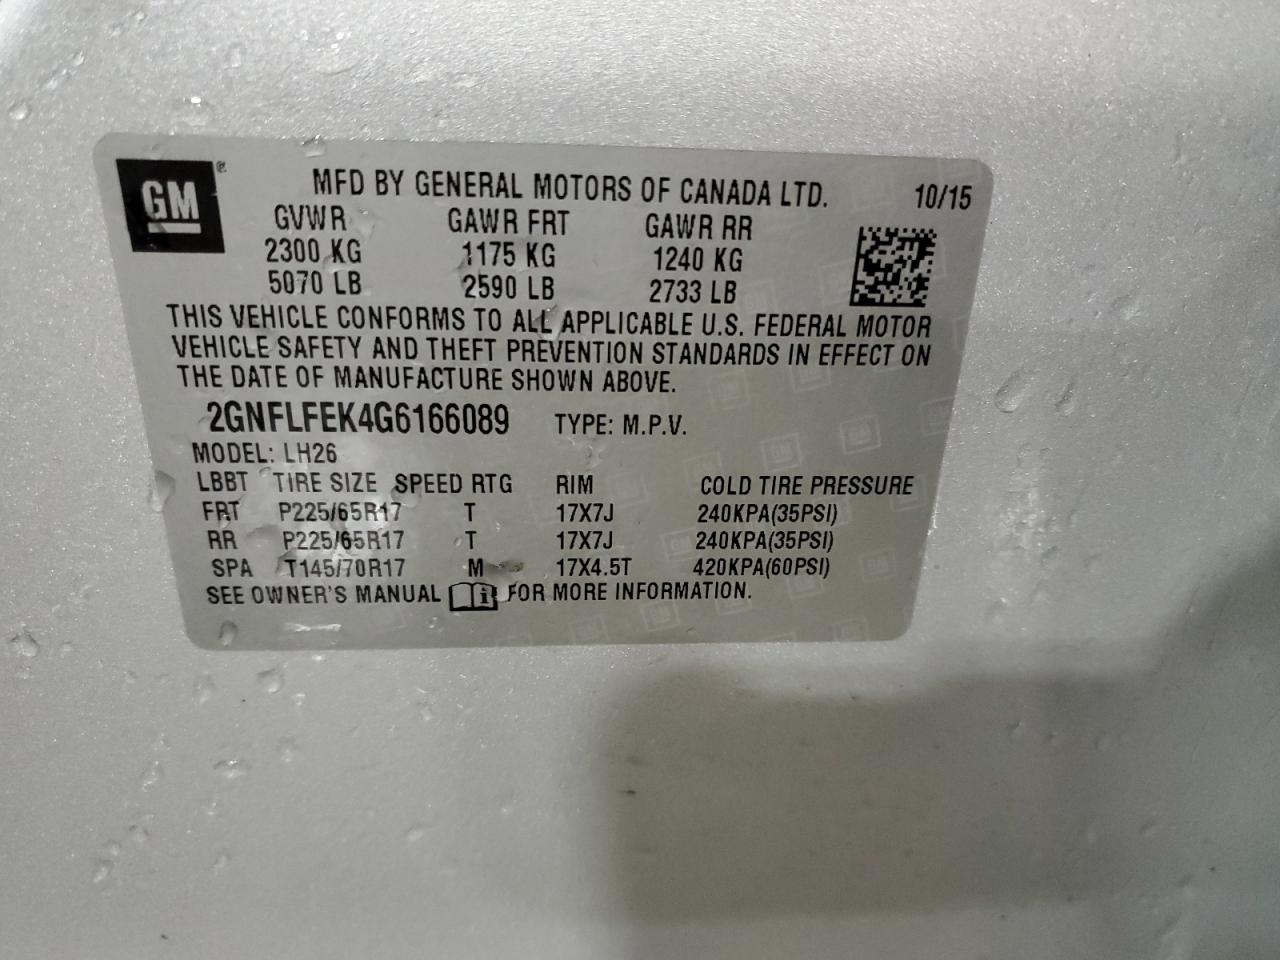 GM®
MFD BY GENERAL MOTORS OF CANADA LTD. 10/15
GVWR GAWR FRT GAWR RR
2300 KG 1175 KG 1240 KG
5070 LB 2590 LB 2733 LB
THIS VEHICLE CONFORMS TO ALL APPLICABLE U.S. FEDERAL MOTOR
VEHICLE SAFETY AND THEFT PREVENTION STANDARDS IN EFFECT ON
THE DATE OF MANUFACTURE SHOWN ABOVE.
2GNFLFEK4G6166089 TYPE: M.P.V.
MODEL: LH26
LBBT TIRE SIZE SPEED RTG RIM COLD TIRE PRESSURE
FRT P225/65R17 T 17X7J 240KPA(35PSI)
RR P225/65R17 T 17X7J 240KPA(35PSI)
SPA T145/70R17 M 17X4.5T 420KPA(60PSI)
SEE OWNER'S MANUAL i FOR MORE INFORMATION.